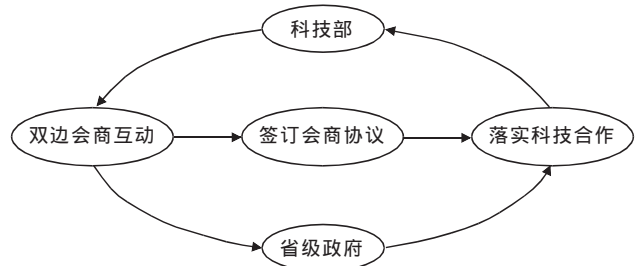 科技部
双边会商互动
签订会商协议
落实科技合作
省级政府